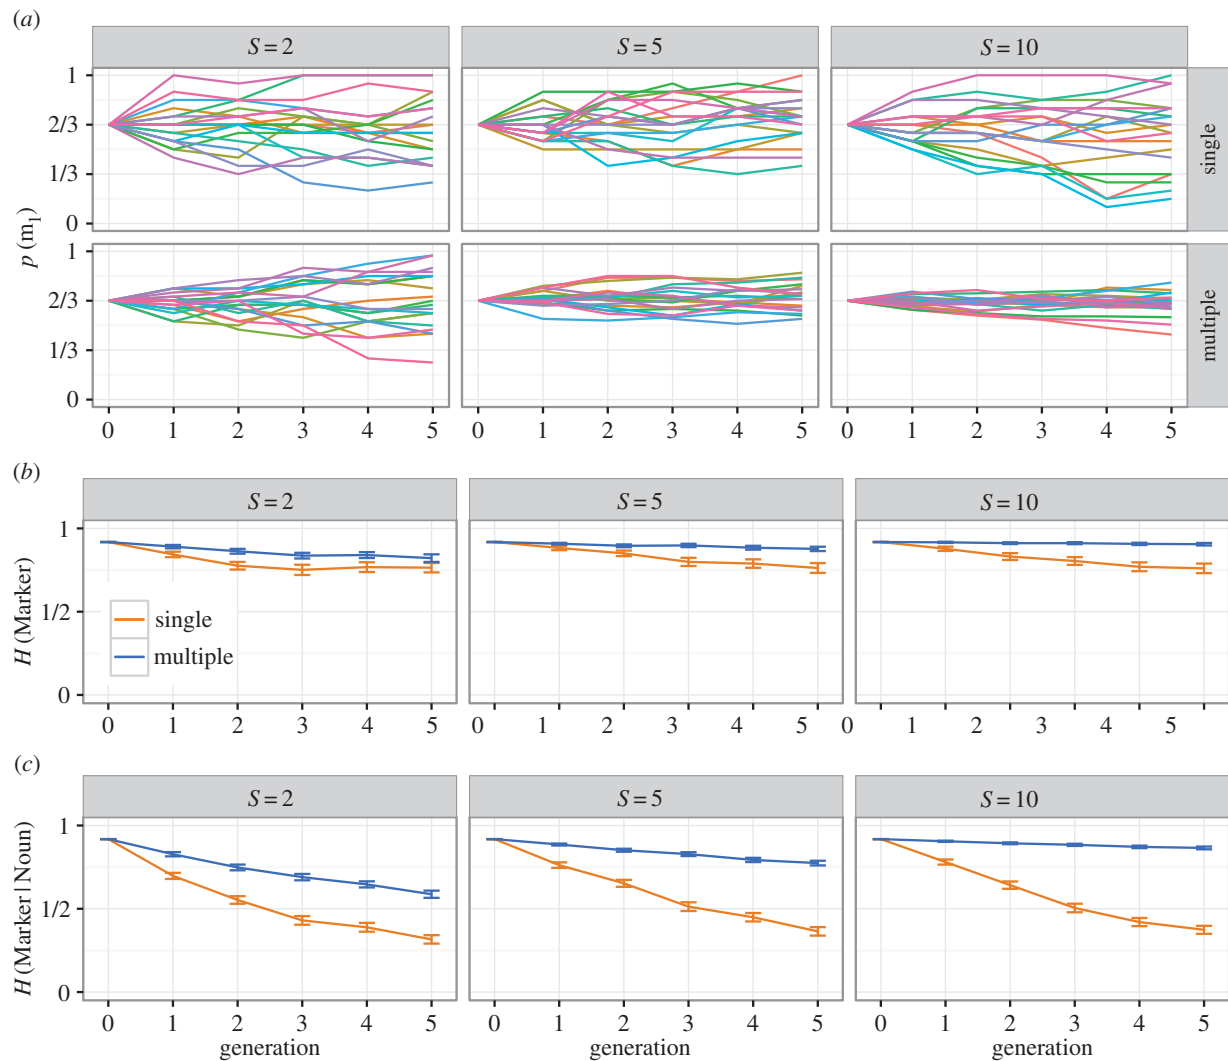 (a)
S = 2 S = 5 S = 10
1
2/3
1/3
0
single
p (m1)
1
2/3
1/3
0
multiple
0 1 2 3 4 5 0 1 2 3 4 5 0 1 2 3 4 5
(b)
S = 2 S = 5 S = 10
1
1/2
0
H (Marker)
single
multiple
0 1 2 3 4 5 0 1 2 3 4 5 0 1 2 3 4 5
(c)
S = 2 S = 5 S = 10
1
1/2
0
H (Marker | Noun)
0 1 2 3 4 5 0 1 2 3 4 5 0 1 2 3 4 5
generation generation generation